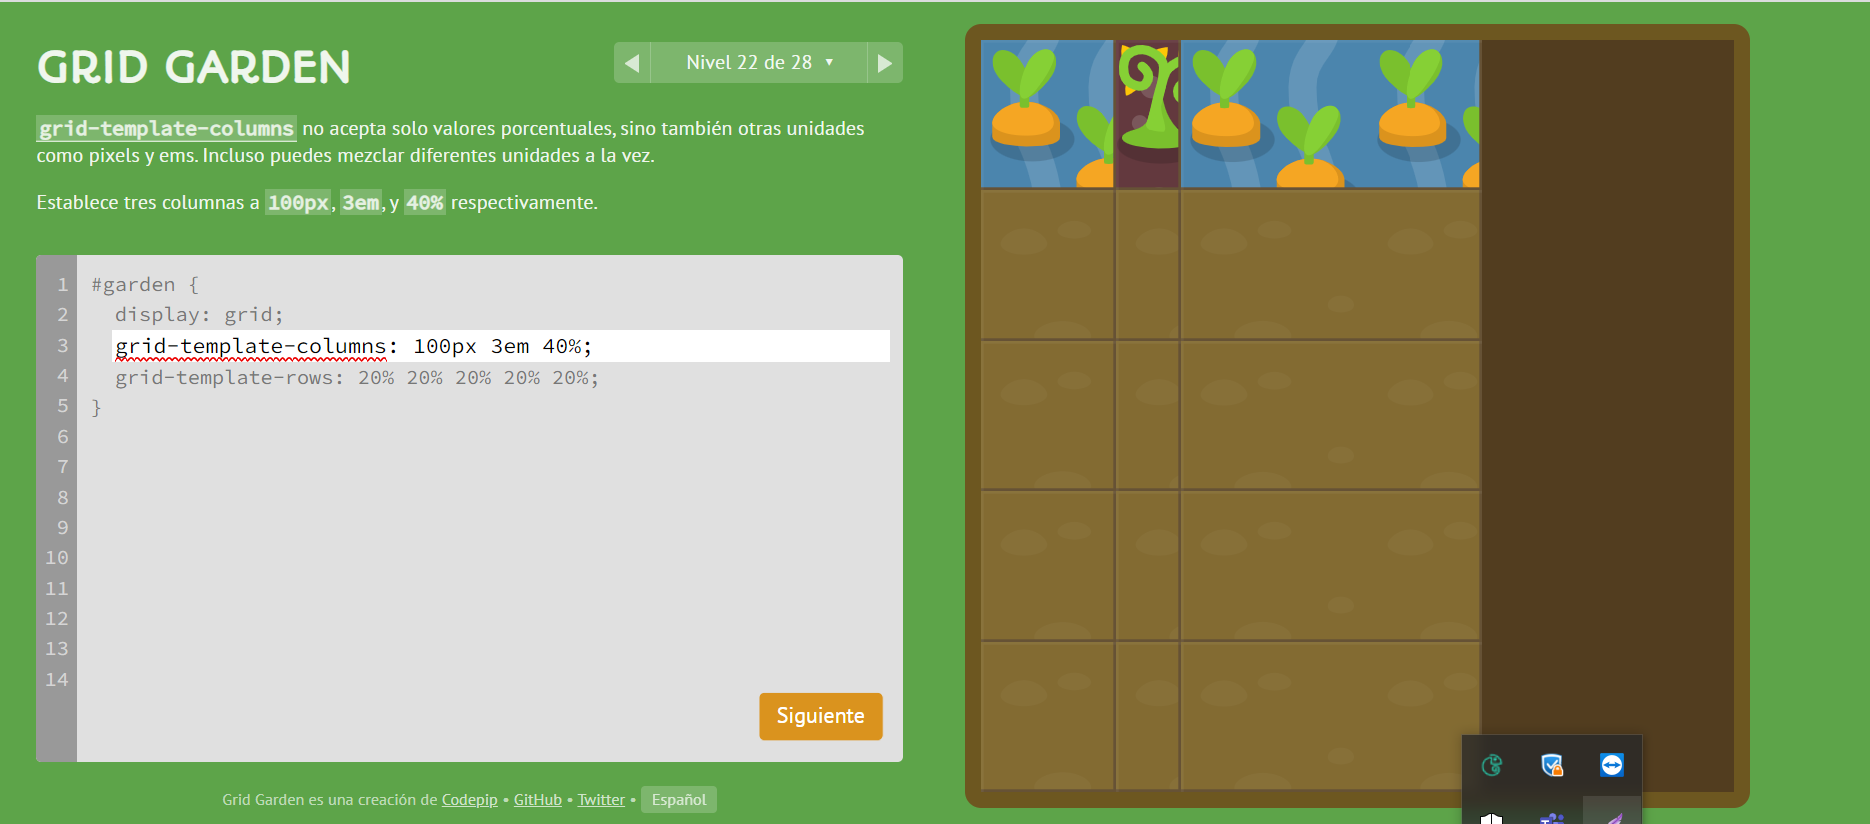 GRID GARDEN
◀ Nivel 22 de 28 ▼ ▶
grid-template-columns no acepta solo valores porcentuales, sino también otras unidades
como pixels y ems. Incluso puedes mezclar diferentes unidades a la vez.
Establece tres columnas a 100px, 3em, y 40% respectivamente.
1 #garden {
2 display: grid;
3 grid-template-columns: 100px 3em 40%;
4 grid-template-rows: 20% 20% 20% 20% 20%;
5 }
6
7
8
9
10
11
12
13
14
Siguiente
Grid Garden es una creación de Codepip • GitHub • Twitter • Español